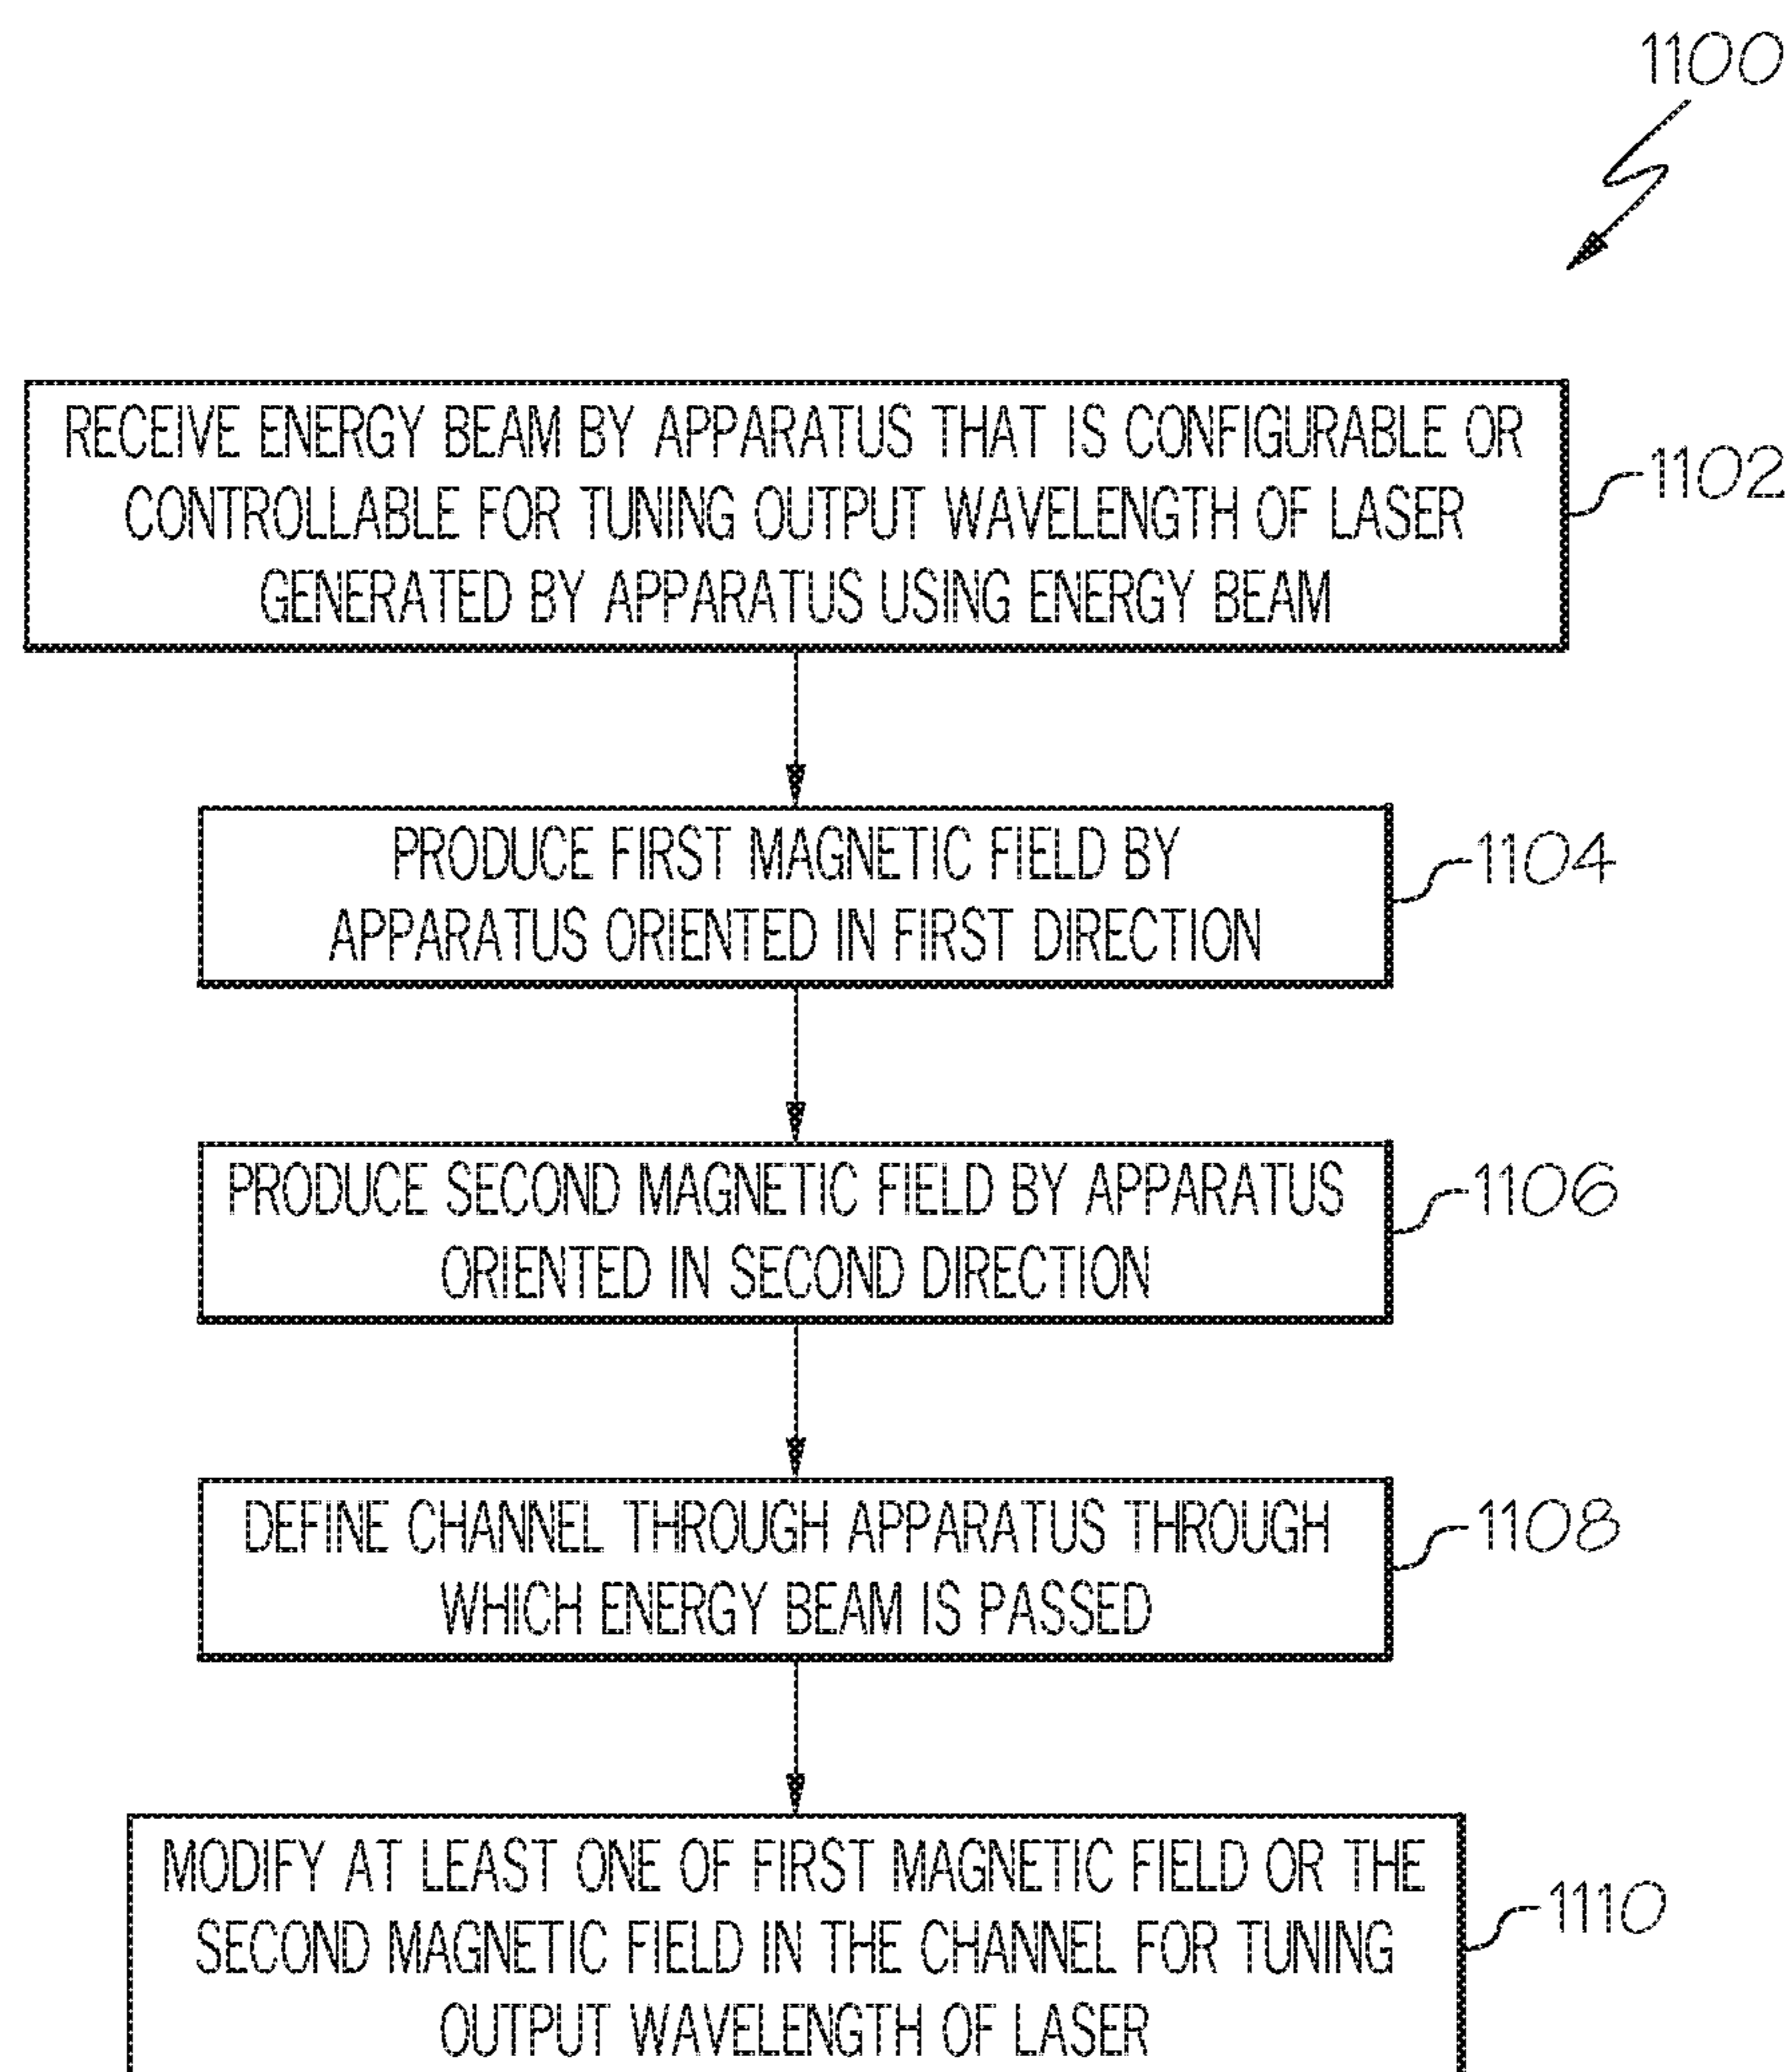 1100
RECEIVE ENERGY BEAM BY APPARATUS THAT IS CONFIGURABLE OR
CONTROLLABLE FOR TUNING OUTPUT WAVELENGTH OF LASER
GENERATED BY APPARATUS USING ENERGY BEAM
1102
PRODUCE FIRST MAGNETIC FIELD BY
APPARATUS ORIENTED IN FIRST DIRECTION
1104
PRODUCE SECOND MAGNETIC FIELD BY APPARATUS
ORIENTED IN SECOND DIRECTION
1106
DEFINE CHANNEL THROUGH APPARATUS THROUGH
WHICH ENERGY BEAM IS PASSED
1108
MODIFY AT LEAST ONE OF FIRST MAGNETIC FIELD OR THE
SECOND MAGNETIC FIELD IN THE CHANNEL FOR TUNING
OUTPUT WAVELENGTH OF LASER
1110